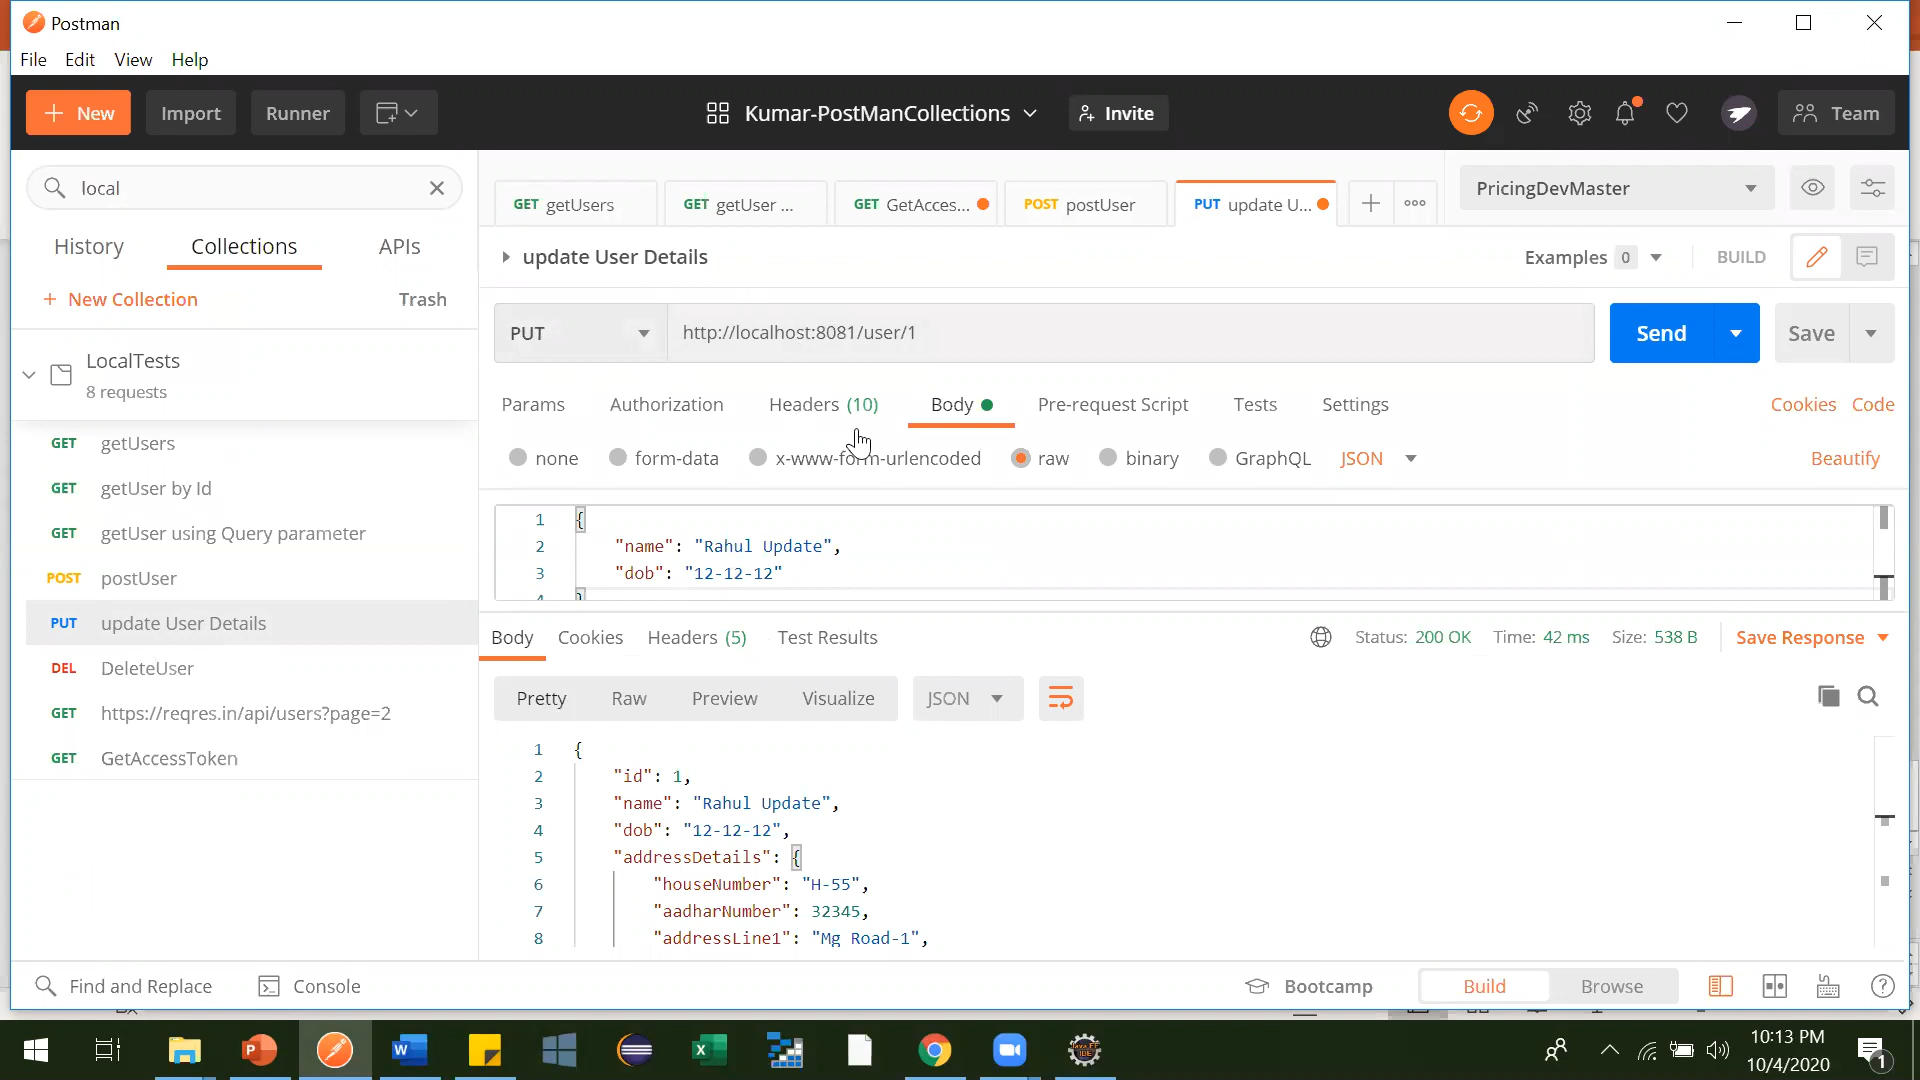 Postman
File Edit View Help
+ New Import Runner Kumar-PostManCollections Invite Team
local
History Collections APIs
+ New Collection Trash
LocalTests
8 requests
GET getUsers
GET getUser by Id
GET getUser using Query parameter
POST postUser
PUT update User Details
DEL DeleteUser
GET https://reqres.in/api/users?page=2
GET GetAccessToken
GET getUsers GET getUser ... GET GetAcces... POST postUser PUT update U... PricingDevMaster
update User Details Examples 0 BUILD
PUT http://localhost:8081/user/1 Send Save
Params Authorization Headers (10) Body Pre-request Script Tests Settings Cookies Code
none form-data x-www-form-urlencoded raw binary GraphQL JSON Beautify
1 {
2 "name": "Rahul Update",
3 "dob": "12-12-12"
4 }
Body Cookies Headers (5) Test Results Status: 200 OK Time: 42 ms Size: 538 B Save Response
Pretty Raw Preview Visualize JSON
1 {
2 "id": 1,
3 "name": "Rahul Update",
4 "dob": "12-12-12",
5 "addressDetails": {
6 "houseNumber": "H-55",
7 "aadharNumber": 32345,
8 "addressLine1": "Mg Road-1",
Find and Replace Console Bootcamp Build Browse
10:13 PM
10/4/2020
1